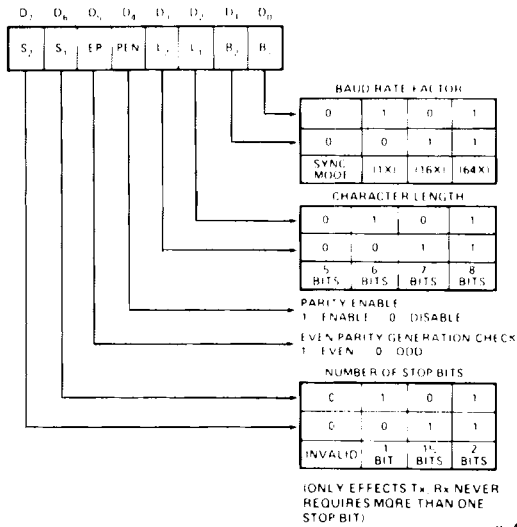 D7 D6 D5 D4 D3 D2 D1 D0
S2 S1 EP PEN L2 L1 B2 B1
BAUD RATE FACTOR
0 1 0 1
0 0 1 1
SYNC MODE (1X) (16X) (64X)
CHARACTER LENGTH
0 1 0 1
0 0 1 1
5 BITS 6 BITS 7 BITS 8 BITS
PARITY ENABLE
1 ENABLE 0 DISABLE
EVEN PARITY GENERATION CHECK
1 EVEN 0 ODD
NUMBER OF STOP BITS
0 1 0 1
0 0 1 1
INVALID 1 BIT 1½ BITS 2 BITS
(ONLY EFFECTS Tx, Rx NEVER
REQUIRES MORE THAN ONE
STOP BIT)